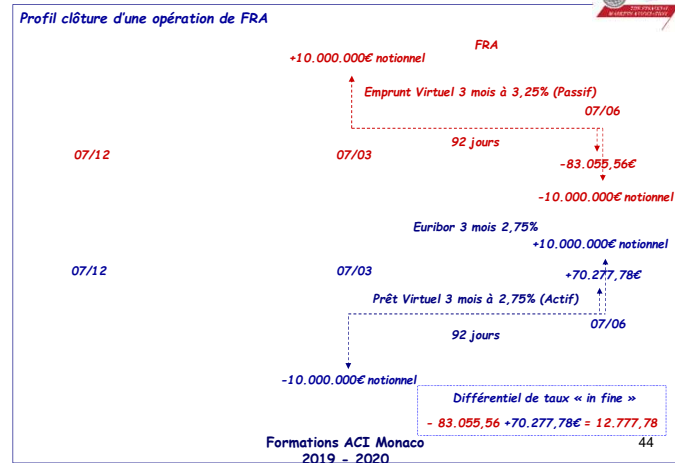 Profil clôture d'une opération de FRA
FRA
+10.000.000€ notionnel
Emprunt Virtuel 3 mois à 3,25% (Passif)
07/06
92 jours
07/12
07/03
-83.055,56€
-10.000.000€ notionnel
Euribor 3 mois 2,75%
+10.000.000€ notionnel
07/12
07/03
+70.277,78€
Prêt Virtuel 3 mois à 2,75% (Actif)
07/06
92 jours
-10.000.000€ notionnel
Différentiel de taux « in fine »
- 83.055,56 +70.277,78€ = 12.777,78
Formations ACI Monaco
44
2019 - 2020